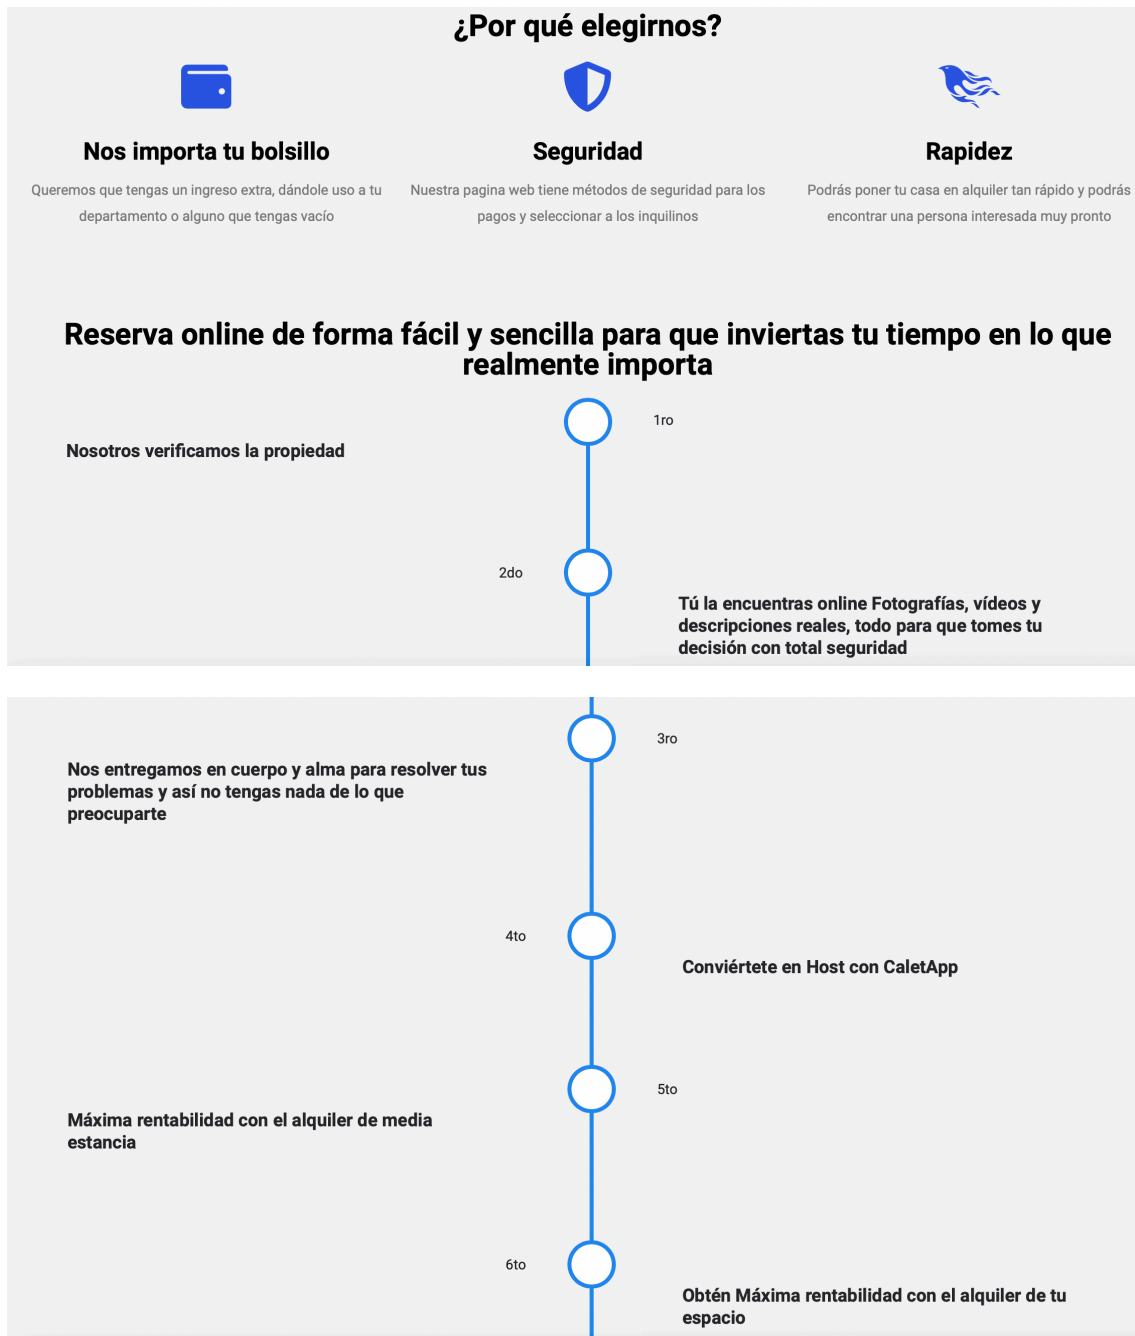 ¿Por qué elegirnos?
Nos importa tu bolsillo
Queremos que tengas un ingreso extra, dándole uso a tu
departamento o alguno que tengas vacío
Seguridad
Nuestra pagina web tiene métodos de seguridad para los
pagos y seleccionar a los inquilinos
Rapidez
Podrás poner tu casa en alquiler tan rápido y podrás
encontrar una persona interesada muy pronto
Reserva online de forma fácil y sencilla para que inviertas tu tiempo en lo que
realmente importa
1ro
Nosotros verificamos la propiedad
2do
Tú la encuentras online Fotografías, vídeos y
descripciones reales, todo para que tomes tu
decisión con total seguridad
3ro
Nos entregamos en cuerpo y alma para resolver tus
problemas y así no tengas nada de lo que
preocuparte
4to
Conviértete en Host con CaletApp
5to
Máxima rentabilidad con el alquiler de media
estancia
6to
Obtén Máxima rentabilidad con el alquiler de tu
espacio